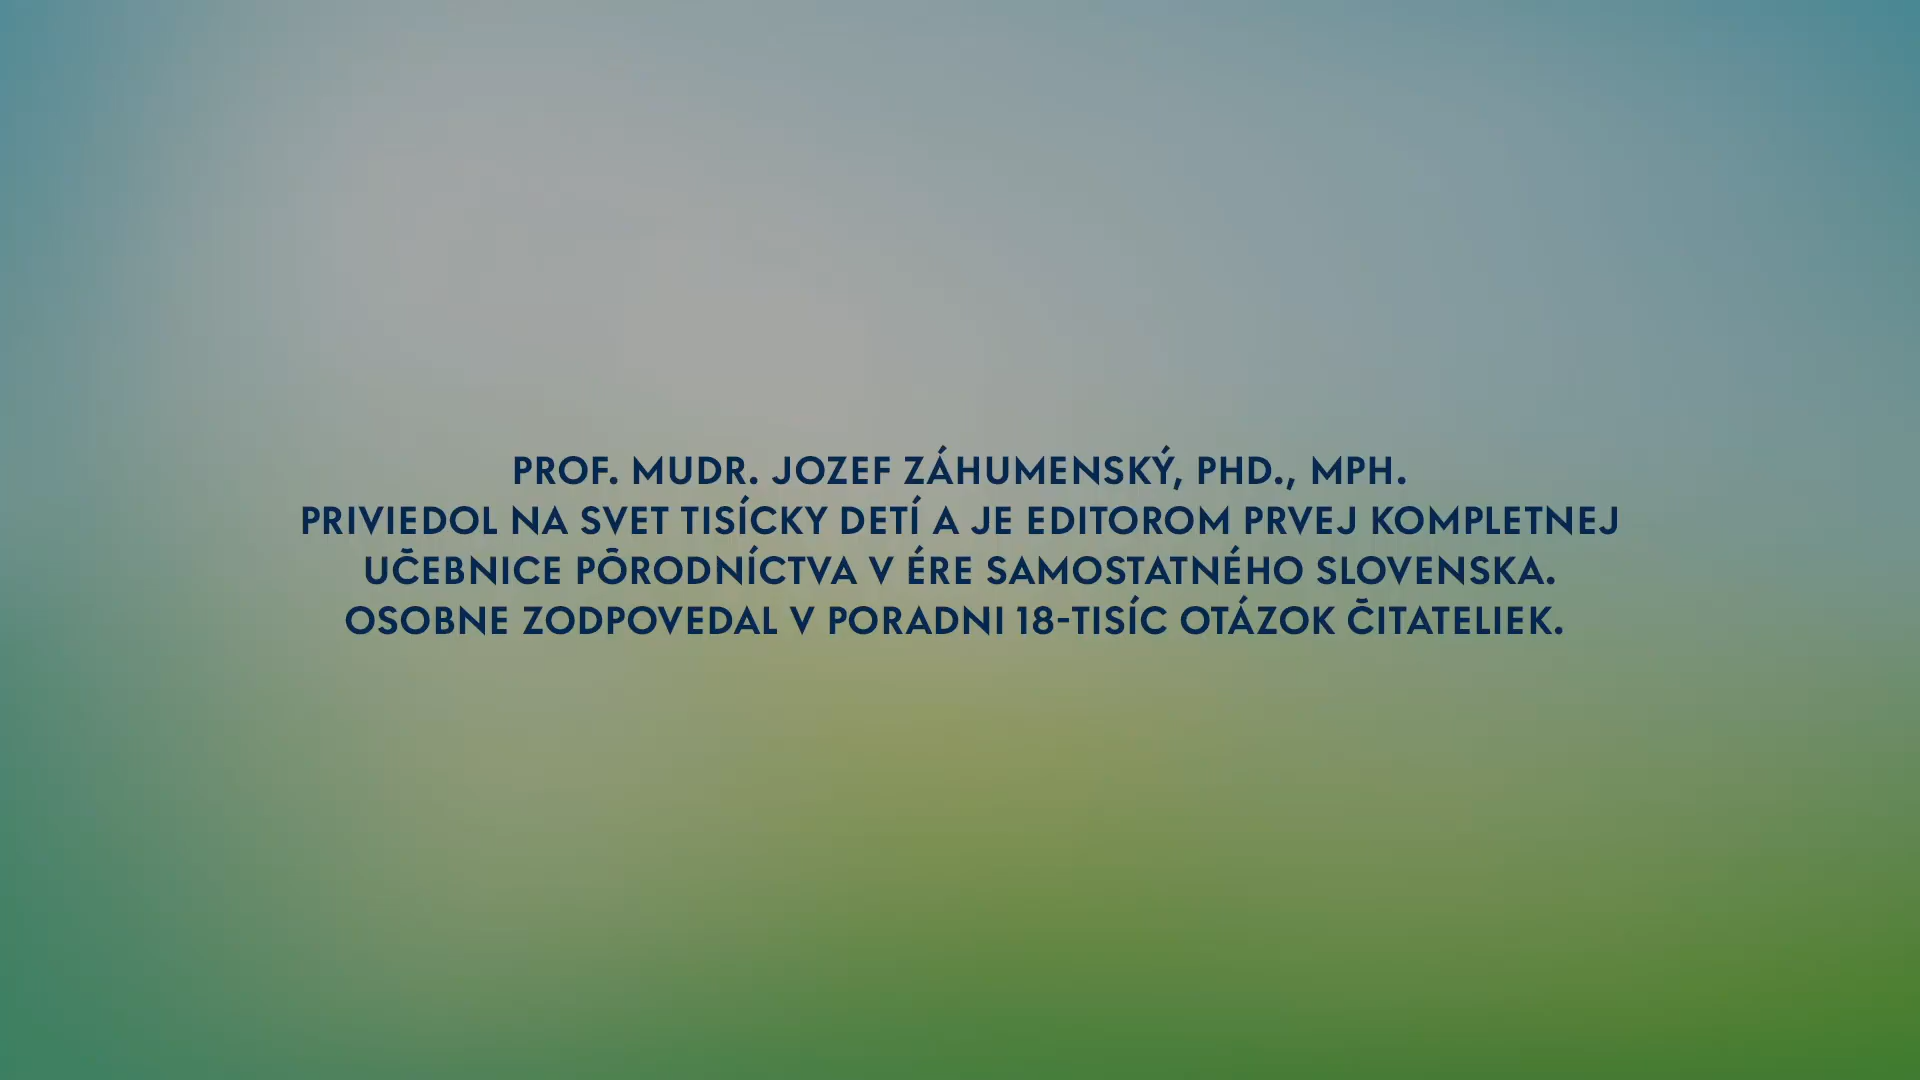 PROF. MUDR. JOZEF ZÁHUMENSKÝ, PHD., MPH.
PRIVIEDOL NA SVET TISÍCKY DETÍ A JE EDITOROM PRVEJ KOMPLETNEJ
UČEBNICE PÔRODNÍCTVA V ÉRE SAMOSTATNÉHO SLOVENSKA.
OSOBNE ZODPOVEDAL V PORADNI 18-TISÍC OTÁZOK ČITATELIEK.